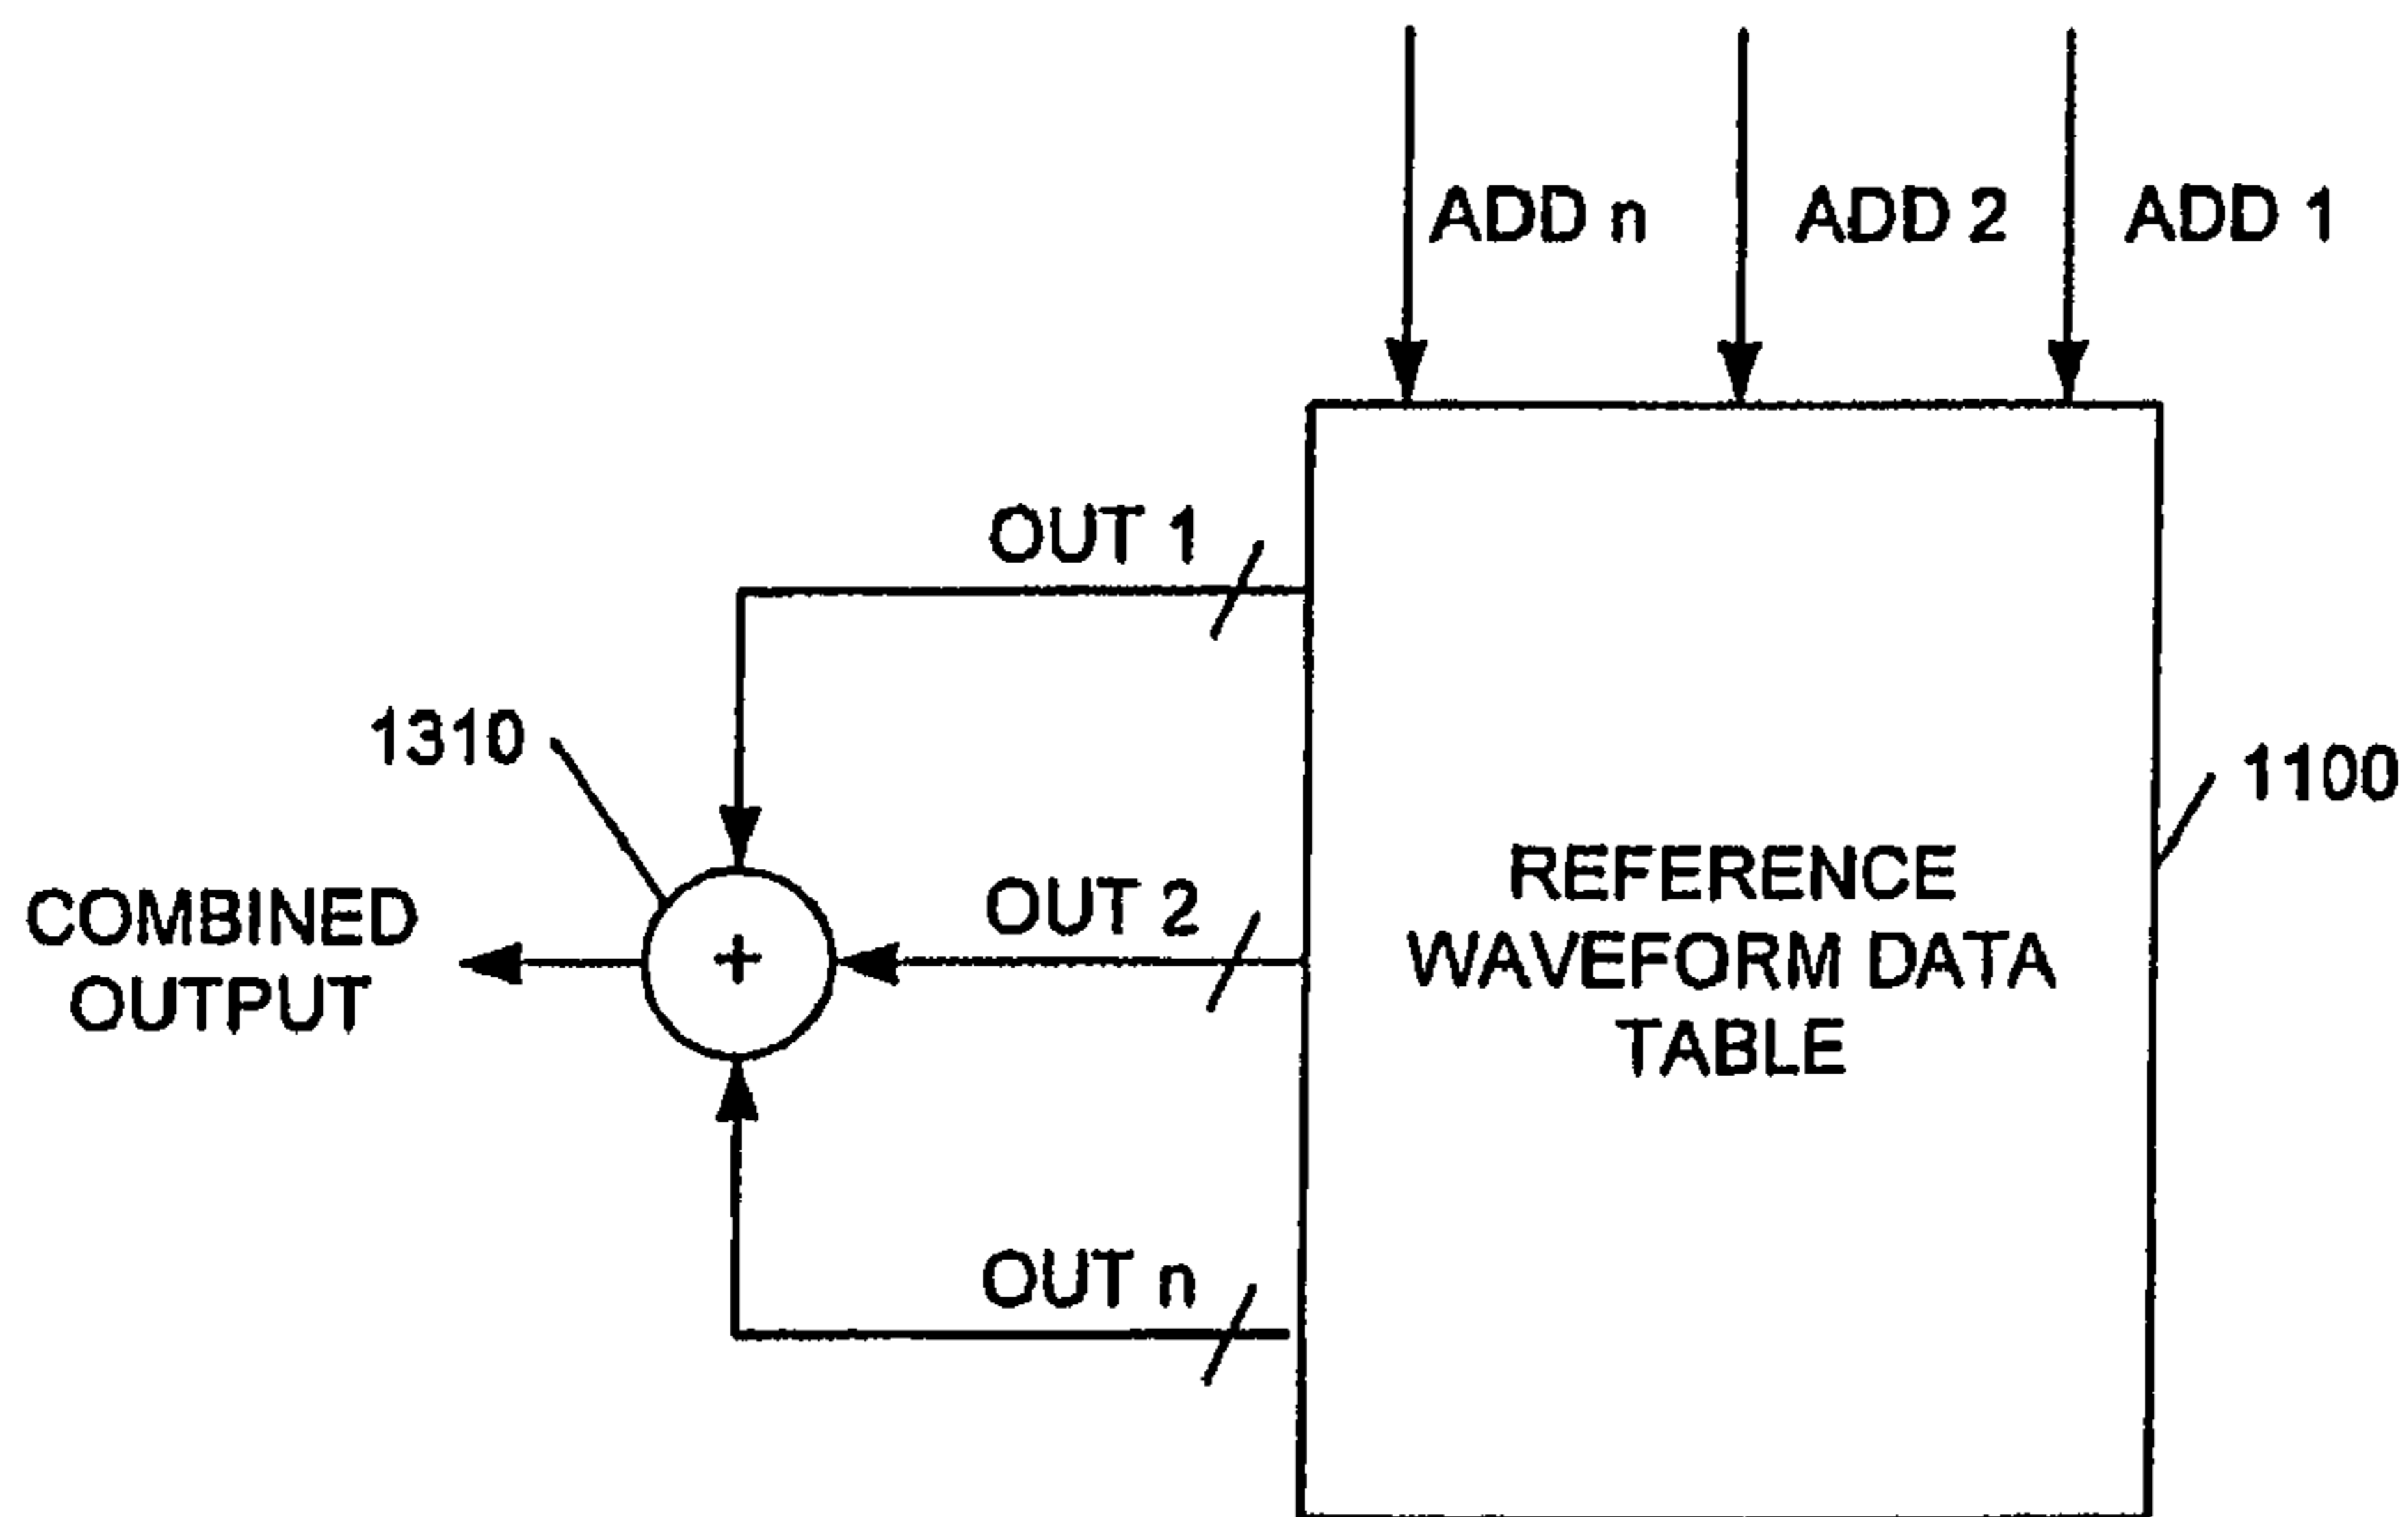 ADD n
ADD 2
ADD 1
OUT 1
1310
1100
COMBINED
OUTPUT
+
OUT 2
REFERENCE
WAVEFORM DATA
TABLE
OUT n